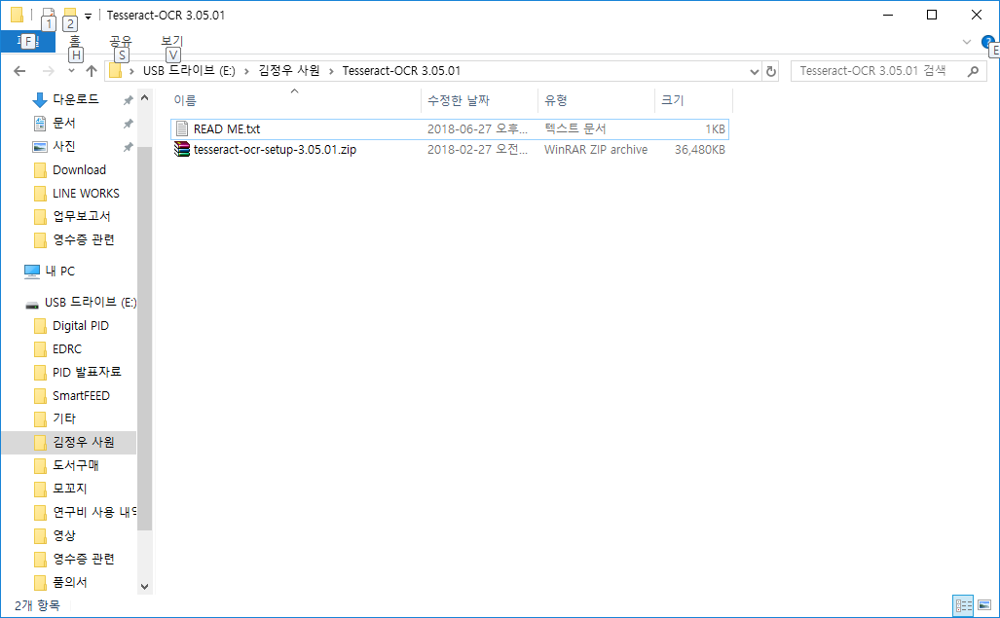 Tesseract-OCR 3.05.01
1 2
F
홈 공유 보기
H S V
?
E
USB 드라이브 (E:) > 김정우 사원 > Tesseract-OCR 3.05.01
Tesseract-OCR 3.05.01 검색
이름 수정한 날짜 유형 크기
READ ME.txt 2018-06-27 오후... 텍스트 문서 1KB
tesseract-ocr-setup-3.05.01.zip 2018-02-27 오전... WinRAR ZIP archive 36,480KB
다운로드
문서
사진
Download
LINE WORKS
업무보고서
영수증 관련
내 PC
USB 드라이브 (E:)
Digital PID
EDRC
PID 발표자료
SmartFEED
기타
김정우 사원
도서구매
모꼬지
연구비 사용 내역
영상
영수증 관련
품의서
2개 항목